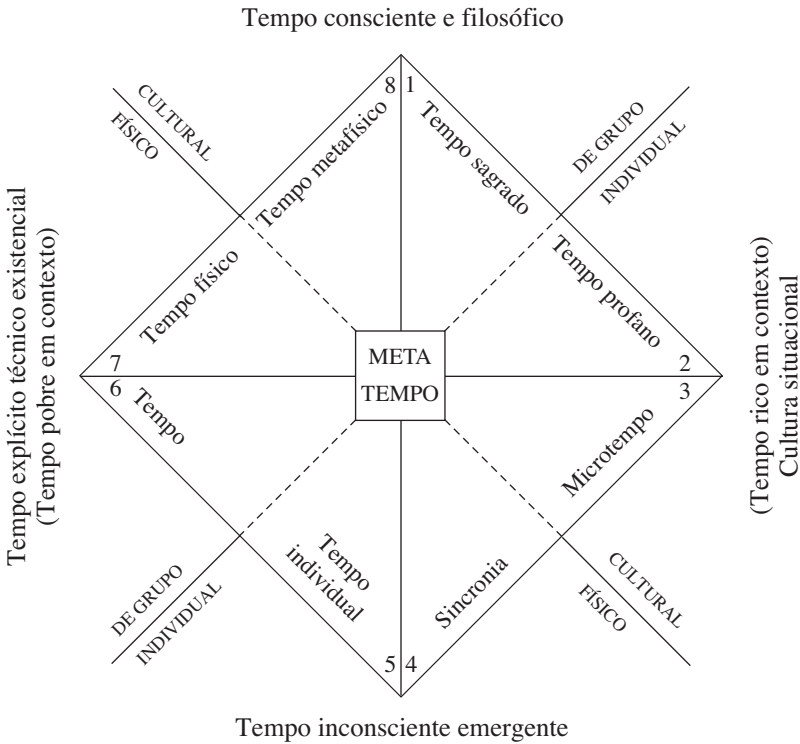 Tempo consciente e filosófico
8 1
CULTURAL
FÍSICO
DE GRUPO
INDIVIDUAL
Tempo metafísico
Tempo sagrado
Tempo físico
Tempo profano
Tempo explícito técnico existencial
(Tempo pobre em contexto)
(Tempo rico em contexto)
Cultura situacional
META
TEMPO
7
2
6
3
Tempo
Microtempo
Tempo
individual
Sincronia
DE GRUPO
INDIVIDUAL
CULTURAL
FÍSICO
5 4
Tempo inconsciente emergente